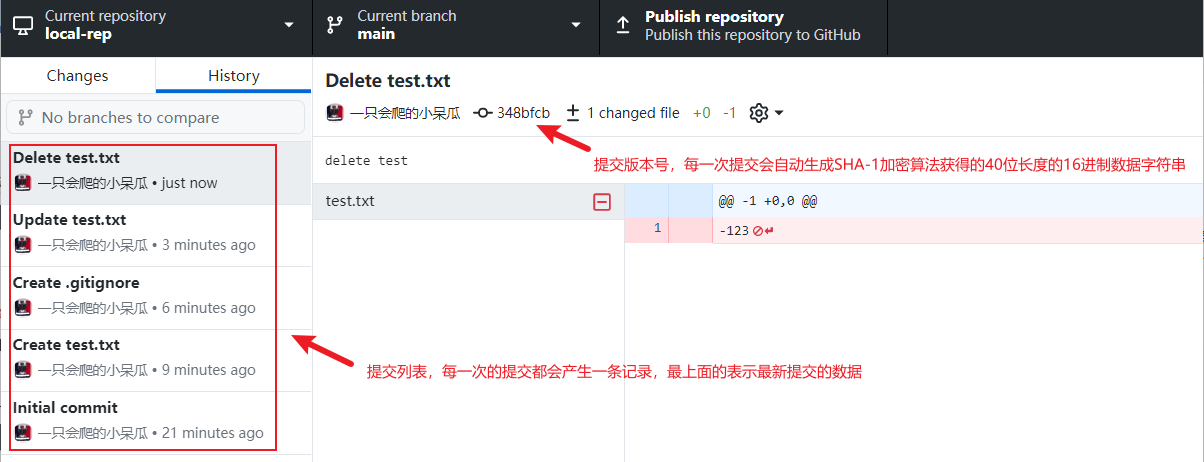 Current repository
local-rep
Current branch
main
Publish repository
Publish this repository to GitHub
Changes
History
No branches to compare
Delete test.txt
一只会爬的小呆瓜 • just now
Update test.txt
一只会爬的小呆瓜 • 3 minutes ago
Create .gitignore
一只会爬的小呆瓜 • 6 minutes ago
Create test.txt
一只会爬的小呆瓜 • 9 minutes ago
Initial commit
一只会爬的小呆瓜 • 21 minutes ago
Delete test.txt
一只会爬的小呆瓜 348bfcb 1 changed file +0 -1
提交版本号，每一次提交会自动生成SHA-1加密算法获得的40位长度的16进制数据字符串
delete test
test.txt
@@ -1 +0,0 @@
1 -123
提交列表，每一次的提交都会产生一条记录，最上面的表示最新提交的数据